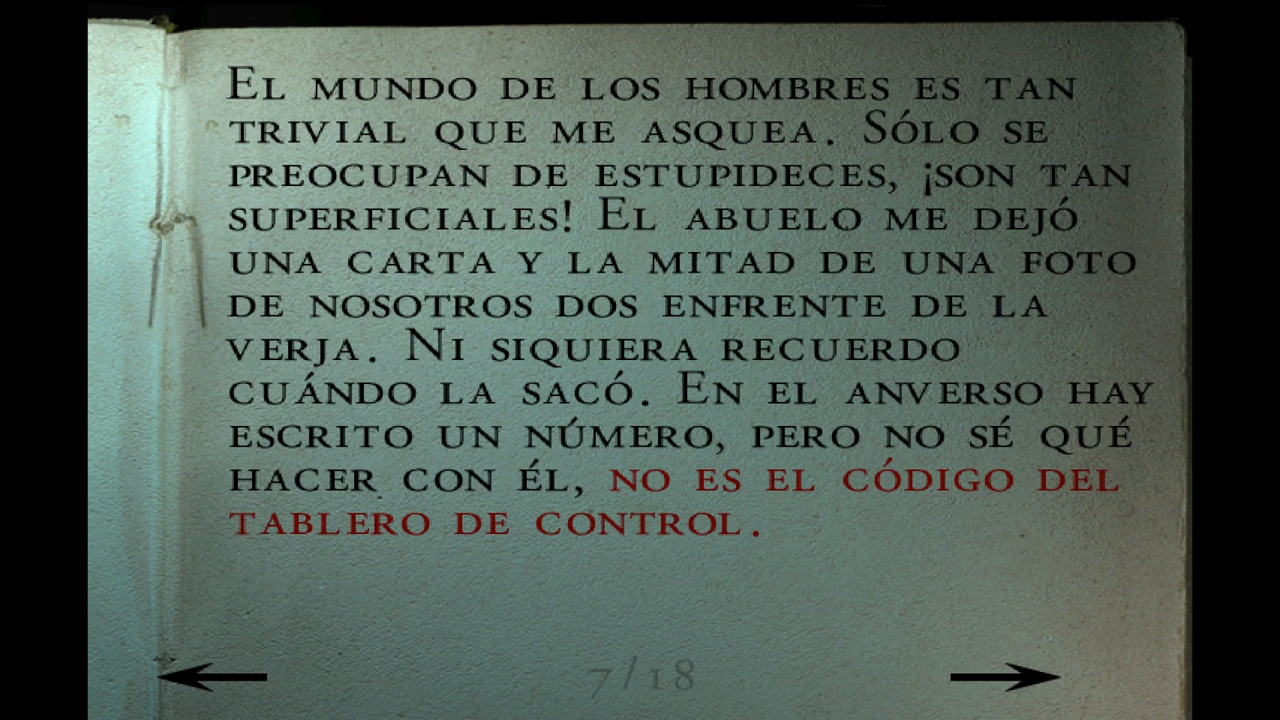 El mundo de los hombres es tan
trivial que me asquea. Sólo se
preocupan de estupideces, ¡son tan
superficiales! El abuelo me dejó
una carta y la mitad de una foto
de nosotros dos enfrente de la
verja. Ni siquiera recuerdo
cuándo la sacó. En el anverso hay
escrito un número, pero no sé qué
hacer con él, no es el código del
tablero de control.
7/18